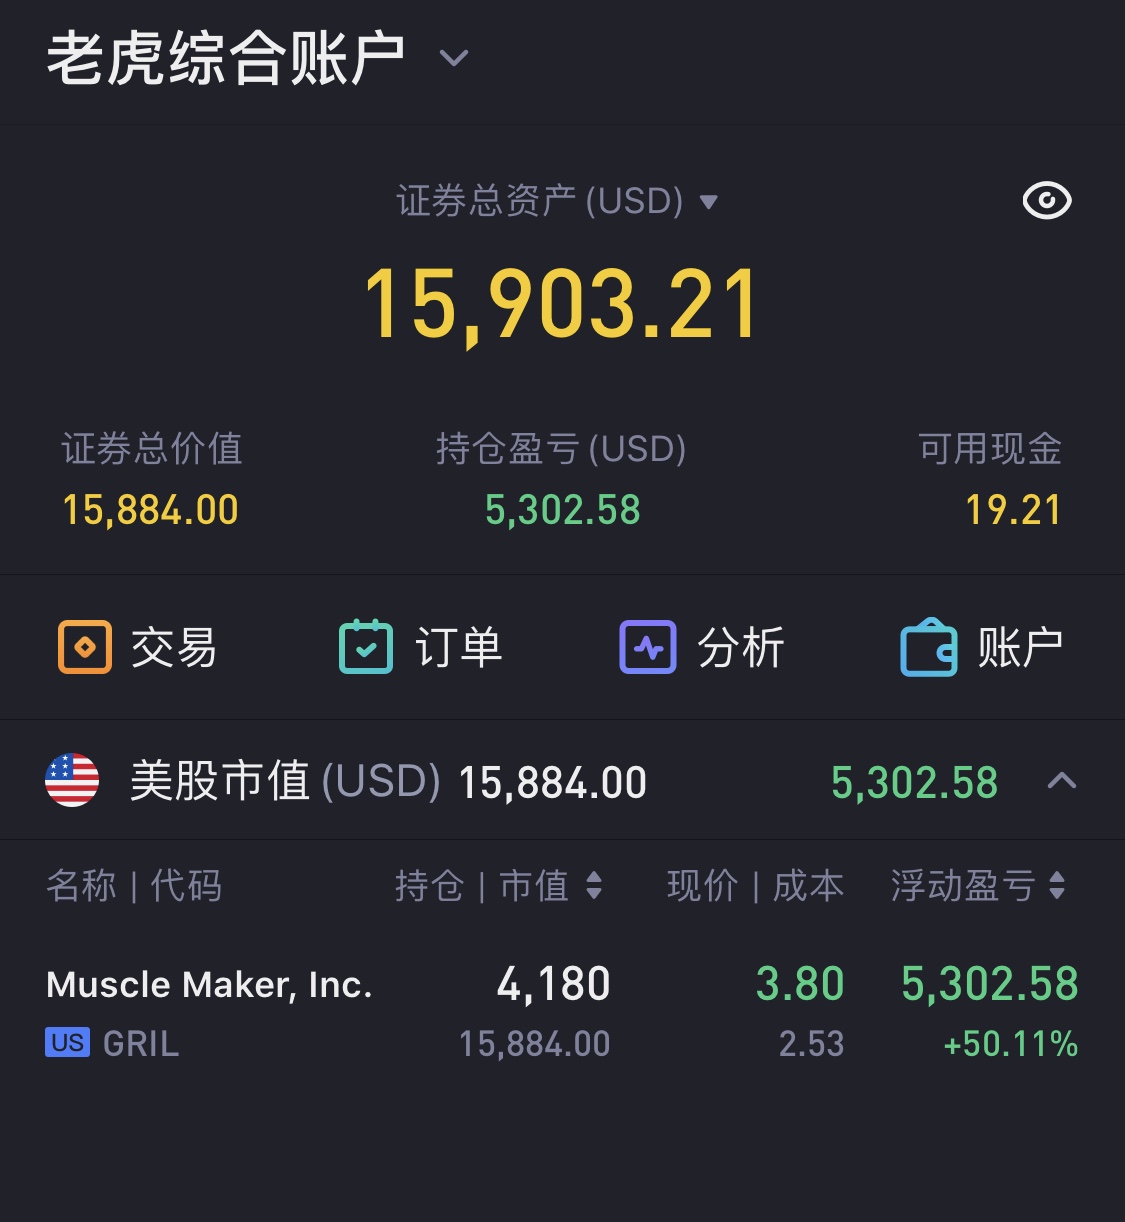 老虎综合账户
证券总资产(USD)
15,903.21
证券总价值 持仓盈亏(USD) 可用现金
15,884.00 5,302.58 19.21
交易 订单 分析 账户
美股市值(USD) 15,884.00 5,302.58
名称 | 代码 持仓 | 市值 现价 | 成本 浮动盈亏
Muscle Maker, Inc. 4,180 3.80 5,302.58
US GRIL 15,884.00 2.53 +50.11%